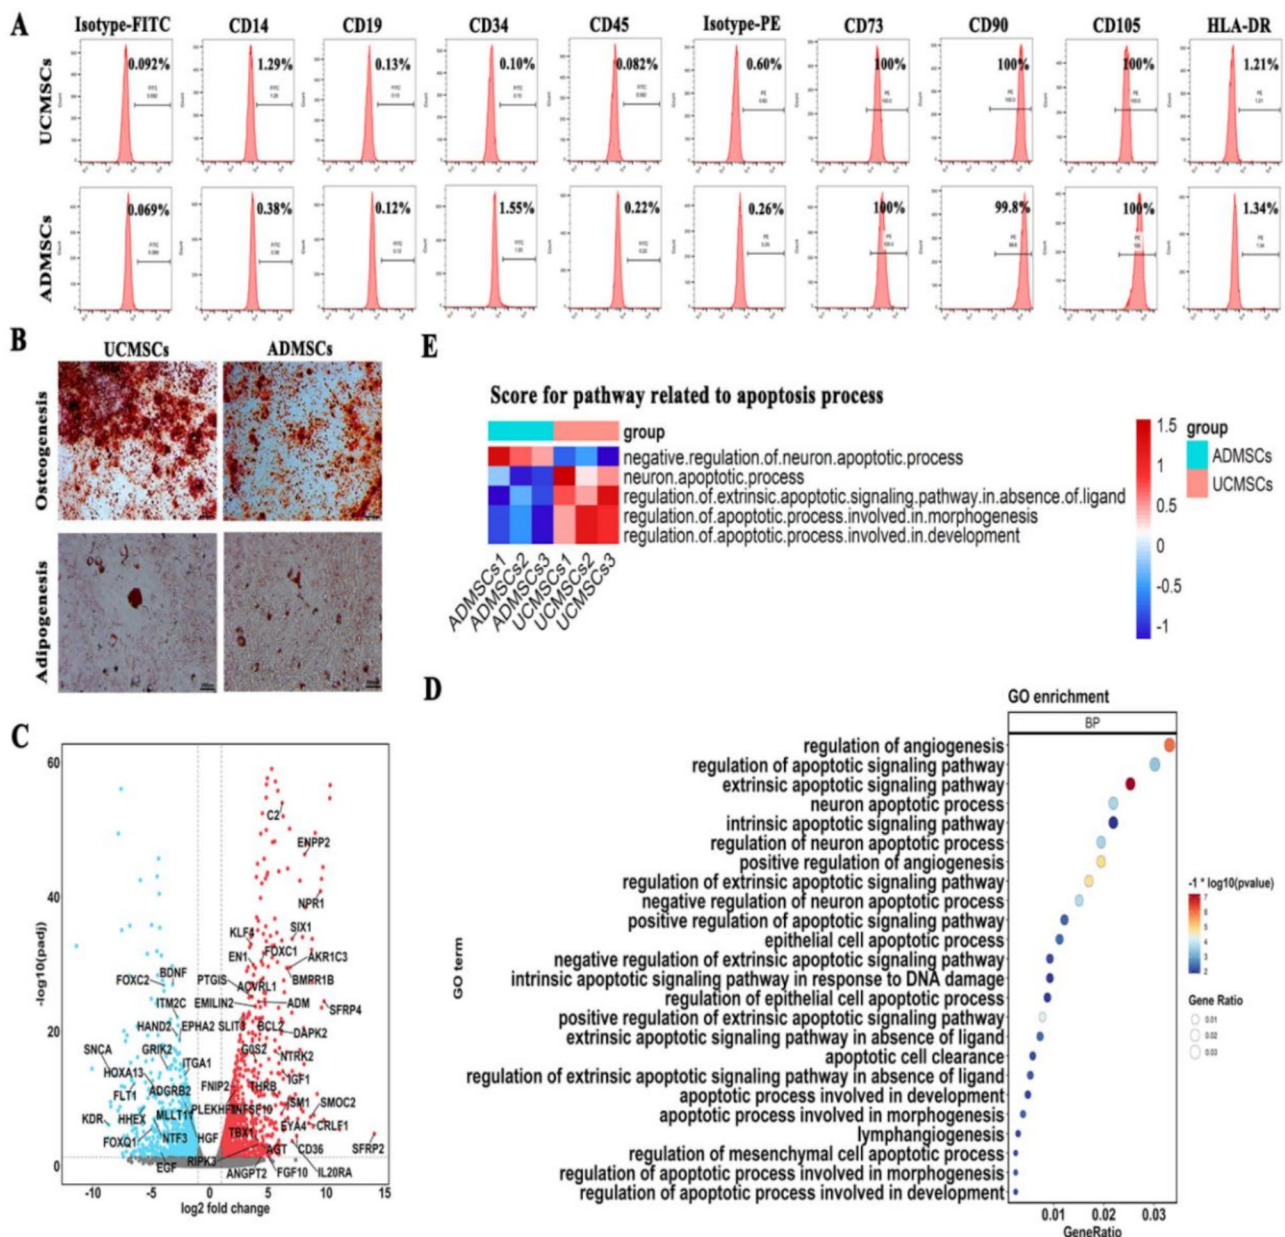 A
Isotype-FITC CD14 CD19 CD34 CD45 Isotype-PE CD73 CD90 CD105 HLA-DR
UCMSCs
0.092% 1.29% 0.13% 0.10% 0.082% 0.60% 100% 100% 100% 1.21%
ADMSCs
0.069% 0.38% 0.12% 1.55% 0.22% 0.26% 100% 99.8% 100% 1.34%
B
UCMSCs ADMSCs
Osteogenesis
Adipogenesis
E
Score for pathway related to apoptosis process
group
negative.regulation.of.neuron.apoptotic.process
neuron.apoptotic.process
regulation.of.extrinsic.apoptotic.signaling.pathway.in.absence.of.ligand
regulation.of.apoptotic.process.involved.in.morphogenesis
regulation.of.apoptotic.process.involved.in.development
ADMSCs1 ADMSCs2 ADMSCs3 UCMSCs1 UCMSCs2 UCMSCs3
1.5
1
0.5
0
-0.5
-1
group
ADMSCs
UCMSCs
C
-log10(padj)
60
40
20
0
C2
ENPP2
NPR1
KLF4 SIX1
EN1 FOXC1 AKR1C3
FOXC2 BDNF PTGIS ACVRL1 BMPR1B
ITM2C EMILIN2 ADM SFRP4
HAND2 EPHA2 SLIT3 BCL2 DAPK2
SNCA GRIK2 ITGA1 G0S2 NTRK2
HOXA13 ADGRB2 FNIP2 THRB IGF1
FLT1 MLLT11 PLEKHF1 TNFSF10 ISM1 SMOC2
KDR HHEX TBX1 EYA4 CRLF1
FOXQ1 NTF3 HGF AGT CD36 SFRP2
EGF RIPK3 ANGPT2 FGF10 IL20RA
-10 -5 0 5 10 15
log2 fold change
D
GO enrichment
BP
GO term
regulation of angiogenesis
regulation of apoptotic signaling pathway
extrinsic apoptotic signaling pathway
neuron apoptotic process
intrinsic apoptotic signaling pathway
regulation of neuron apoptotic process
positive regulation of angiogenesis
regulation of extrinsic apoptotic signaling pathway
negative regulation of neuron apoptotic process
positive regulation of apoptotic signaling pathway
epithelial cell apoptotic process
negative regulation of extrinsic apoptotic signaling pathway
intrinsic apoptotic signaling pathway in response to DNA damage
regulation of epithelial cell apoptotic process
positive regulation of extrinsic apoptotic signaling pathway
extrinsic apoptotic signaling pathway in absence of ligand
apoptotic cell clearance
regulation of extrinsic apoptotic signaling pathway in absence of ligand
apoptotic process involved in development
apoptotic process involved in morphogenesis
lymphangiogenesis
regulation of mesenchymal cell apoptotic process
regulation of apoptotic process involved in morphogenesis
regulation of apoptotic process involved in development
0.01 0.02 0.03
GeneRatio
-1 * log10(pvalue)
7
6
5
4
3
2
Gene Ratio
0.01
0.02
0.03